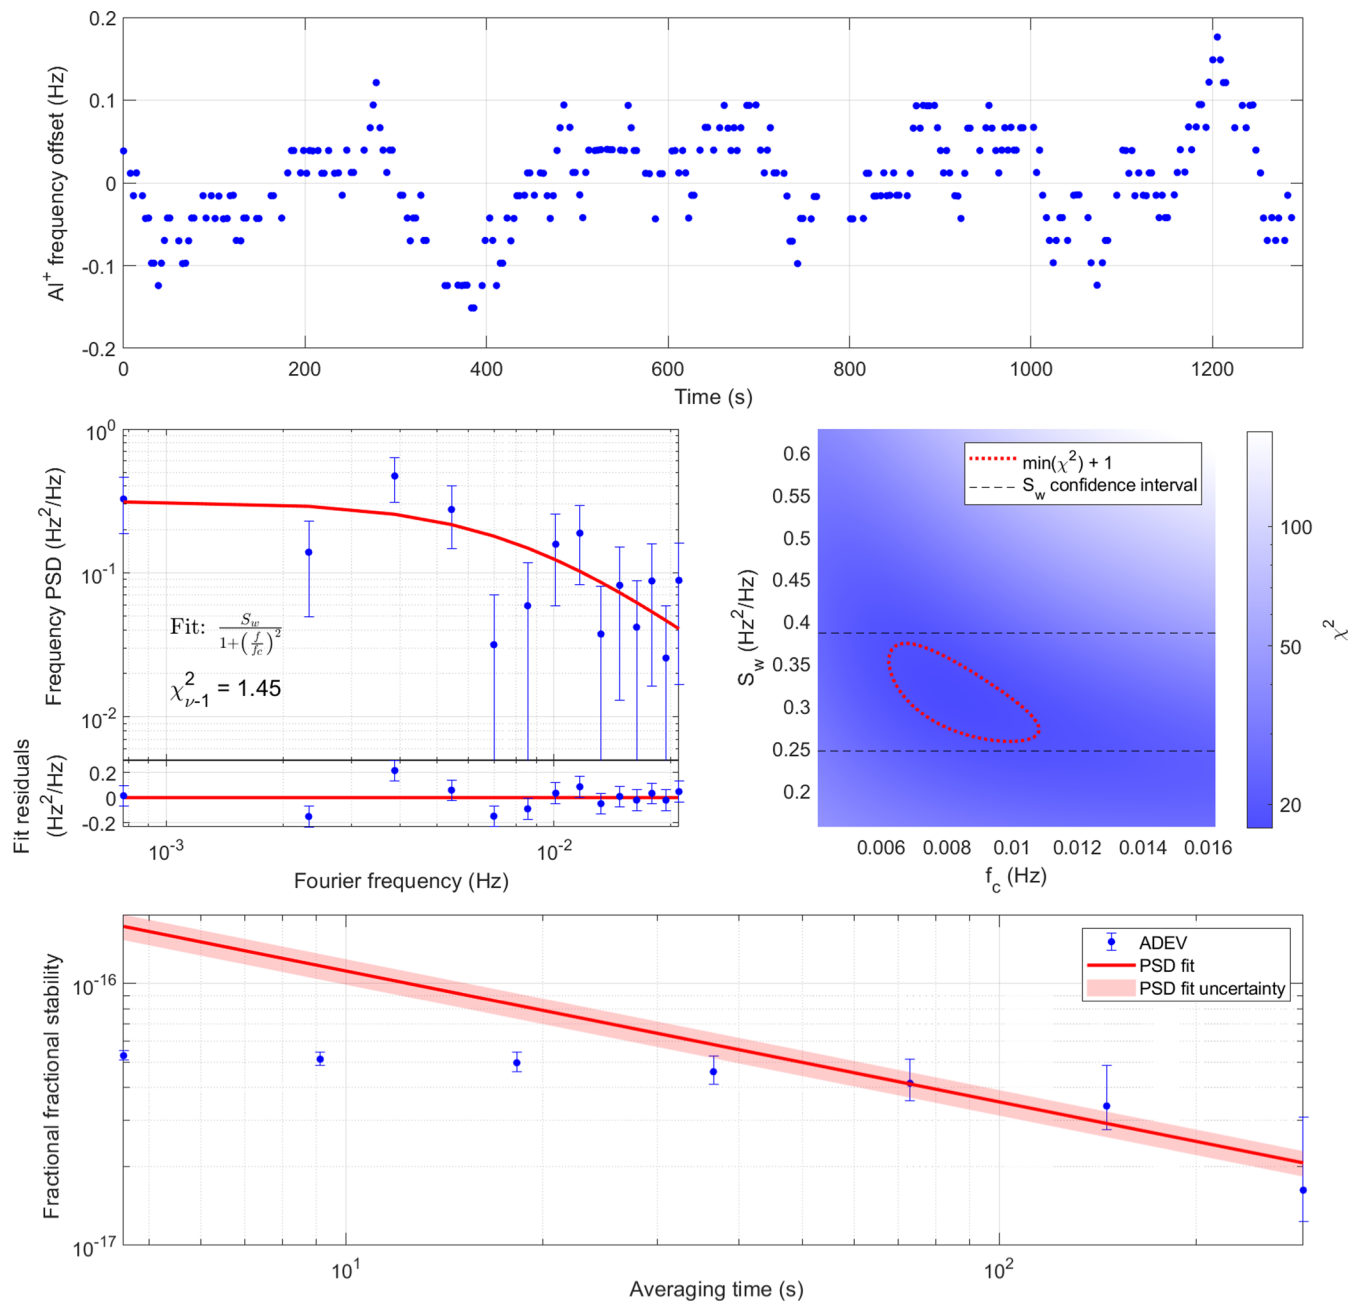 Al⁺ frequency offset (Hz)
0.2
0.1
0
-0.1
-0.2
0 200 400 600 800 1000 1200
Time (s)
Frequency PSD (Hz²/Hz)
10⁰
10⁻¹
10⁻²
Fit: S_w / 1+(f/fc)²
χ²_ν-1 = 1.45
Fit residuals
(Hz²/Hz)
0.2
0
-0.2
10⁻³ 10⁻²
Fourier frequency (Hz)
S_w (Hz²/Hz)
0.6
0.55
0.5
0.45
0.4
0.35
0.3
0.25
0.2
min(χ²) + 1
S_w confidence interval
0.006 0.008 0.01 0.012 0.014 0.016
f_c (Hz)
100
50
20
χ²
Fractional fractional stability
10⁻¹⁶
10⁻¹⁷
ADEV
PSD fit
PSD fit uncertainty
10¹ 10²
Averaging time (s)